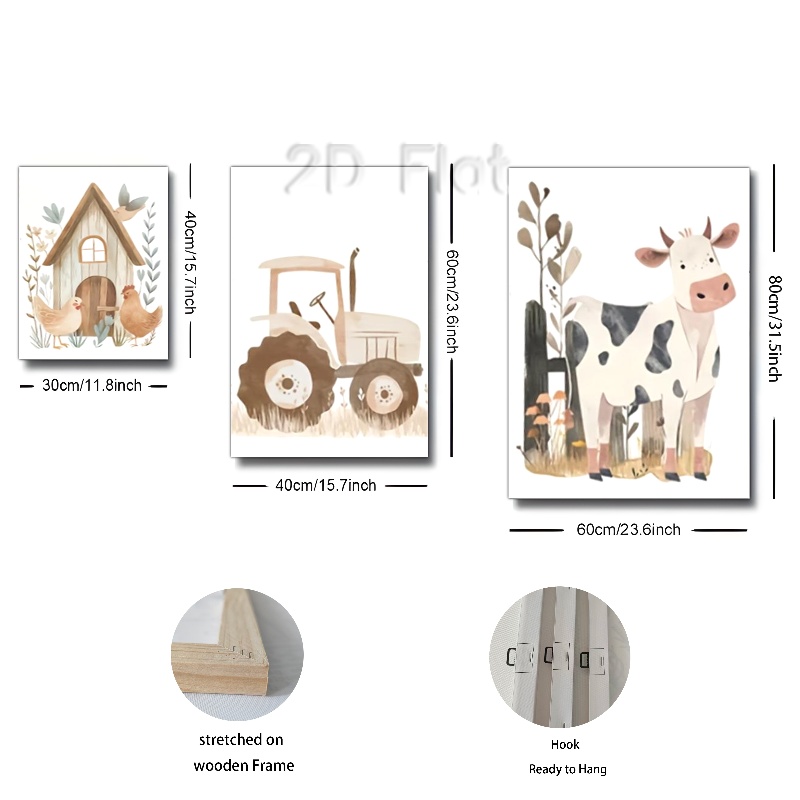 2D Flat
40cm/15.7inch
30cm/11.8inch
60cm/23.6inch
40cm/15.7inch
80cm/31.5inch
60cm/23.6inch
stretched on
wooden Frame
Hook
Ready to Hang